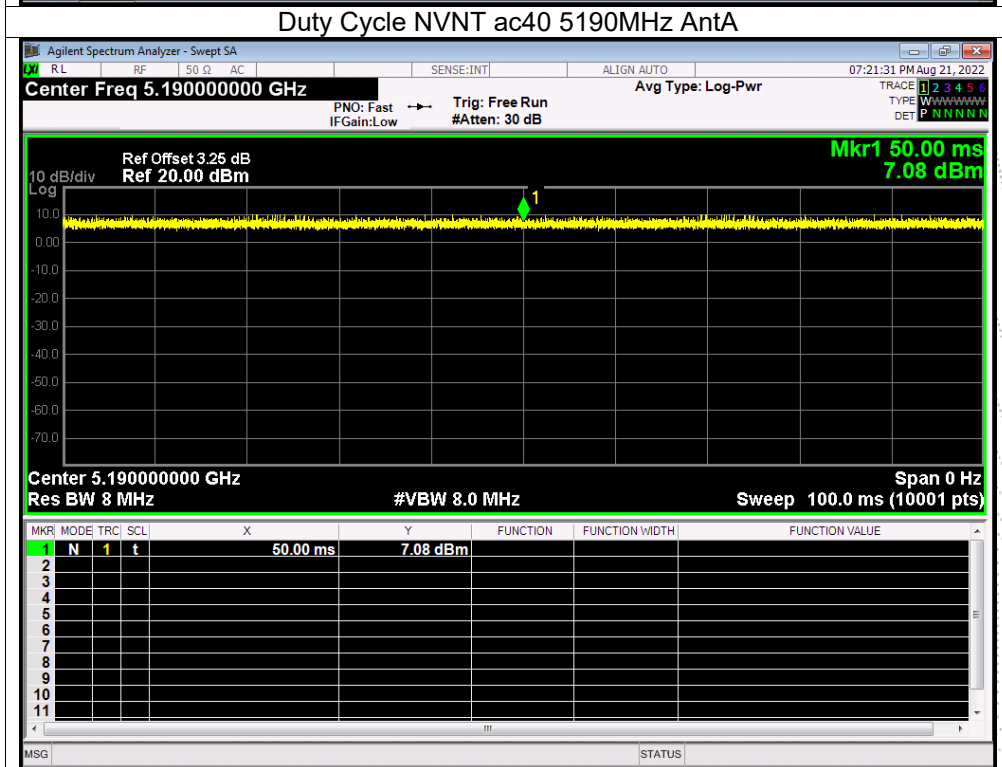 Duty Cycle NVNT ac40 5190MHz AntA
Agilent Spectrum Analyzer - Swept SA
LXI RL RF 50 Ω AC SENSE:INT ALIGN AUTO 07:21:31 PM Aug 21, 2022
Center Freq 5.190000000 GHz Avg Type: Log-Pwr TRACE 1 2 3 4 5 6
PNO: Fast Trig: Free Run TYPE WWWWWW
IFGain:Low #Atten: 30 dB DET P N N N N N
Mkr1 50.00 ms
Ref Offset 3.25 dB
10 dB/div Ref 20.00 dBm 7.08 dBm
Log
1
10.0
0.00
-10.0
-20.0
-30.0
-40.0
-50.0
-60.0
-70.0
Center 5.190000000 GHz Span 0 Hz
Res BW 8 MHz #VBW 8.0 MHz Sweep 100.0 ms (10001 pts)
MKR MODE TRC SCL X Y FUNCTION FUNCTION WIDTH FUNCTION VALUE
1 N 1 t 50.00 ms 7.08 dBm
2
3
4
5
6
7
8
9
10
11
MSG STATUS